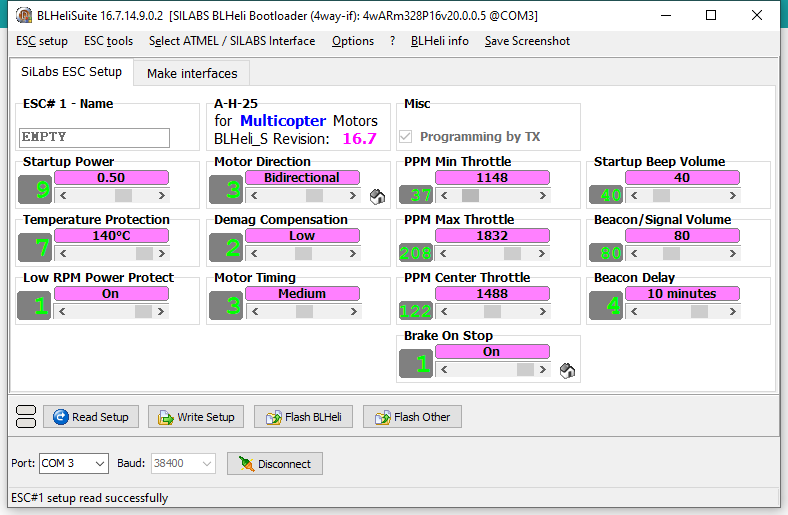 BLHeliSuite 16.7.14.9.0.2 [SILABS BLHeli Bootloader (4way-if): 4wARm328P16v20.0.0.5 @COM3]
ESC setup ESC tools Select ATMEL / SILABS Interface Options ? BLHeli info Save Screenshot
SiLabs ESC Setup Make interfaces
ESC# 1 - Name
EMPTY
A-H-25
for Multicopter Motors
BLHeli_S Revision: 16.7
Misc
Programming by TX
Startup Power
0.50
9
Motor Direction
Bidirectional
3
PPM Min Throttle
1148
37
Startup Beep Volume
40
40
Temperature Protection
140°C
7
Demag Compensation
Low
2
PPM Max Throttle
1832
208
Beacon/Signal Volume
80
80
Low RPM Power Protect
On
1
Motor Timing
Medium
3
PPM Center Throttle
1488
122
Beacon Delay
10 minutes
4
Brake On Stop
On
1
Read Setup Write Setup Flash BLHeli Flash Other
Port: COM 3 Baud: 38400 Disconnect
ESC#1 setup read successfully